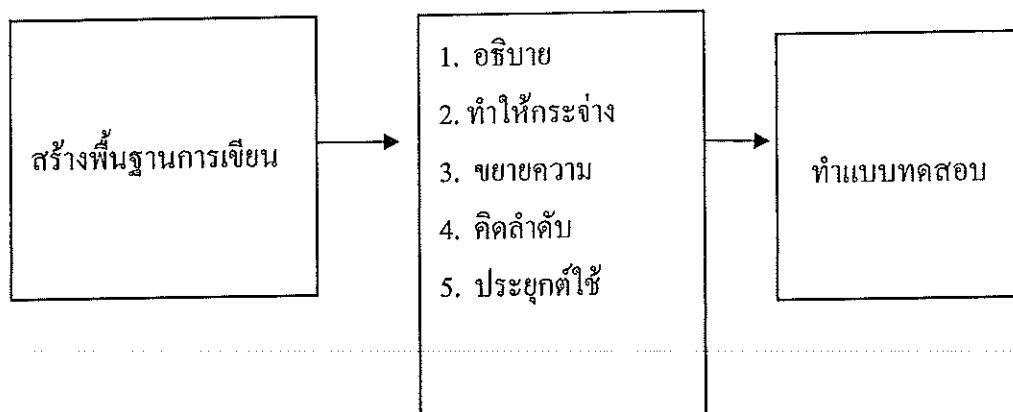 สร้างพื้นฐานการเขียน
1. อธิบาย
2. ทำให้กระจ่าง
3. ขยายความ
4. คิดลำดับ
5. ประยุกต์ใช้
ทำแบบทดสอบ